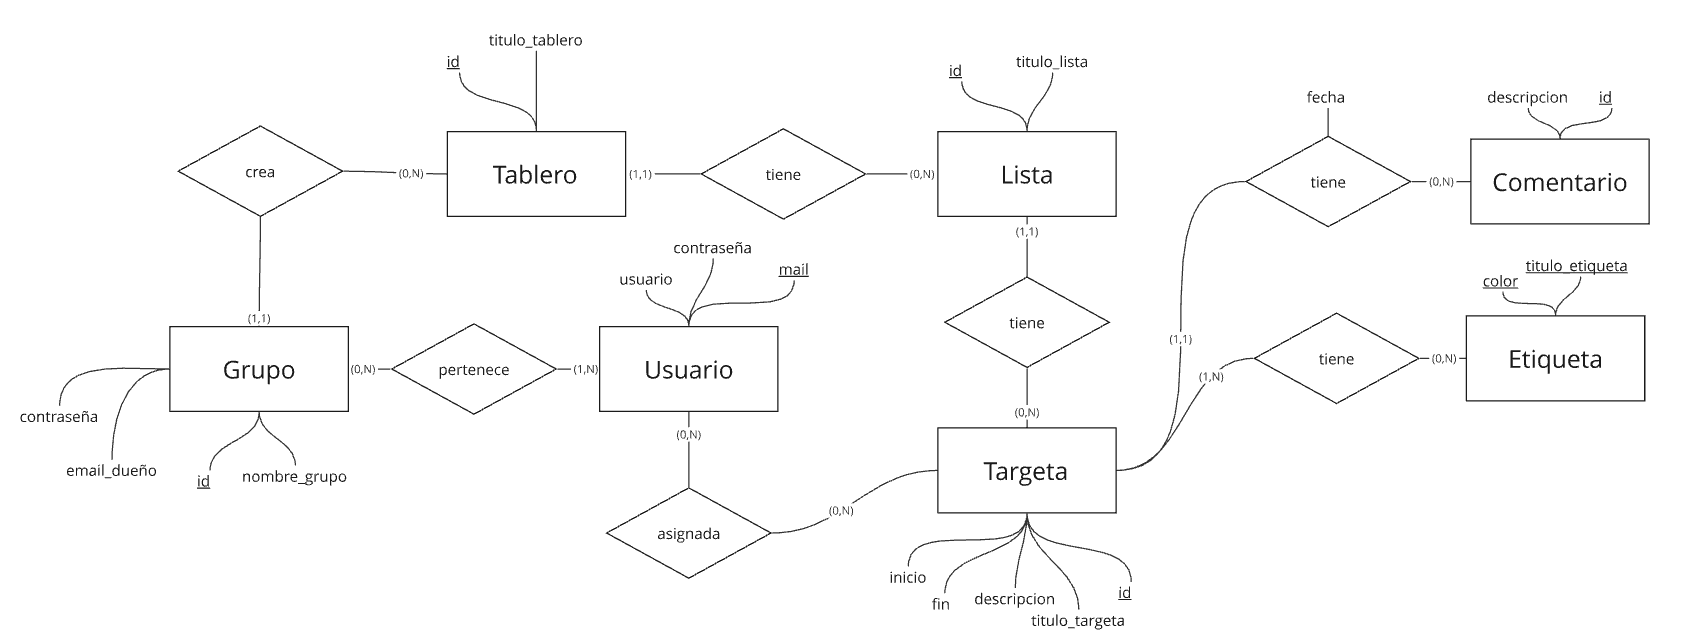 titulo_tablero
id
Tablero
crea
(0,N)
(1,1)
tiene
(0,N)
id
titulo_lista
Lista
(1,1)
fecha
tiene
(0,N)
descripcion
id
Comentario
(1,1)
Grupo
contraseña
email_dueño
id
nombre_grupo
(0,N)
pertenece
(1,N)
usuario
contraseña
mail
Usuario
(0,N)
asignada
(0,N)
tiene
(0,N)
Targeta
inicio
fin
descripcion
titulo_targeta
id
(1,1)
(1,N)
tiene
(0,N)
color
titulo_etiqueta
Etiqueta